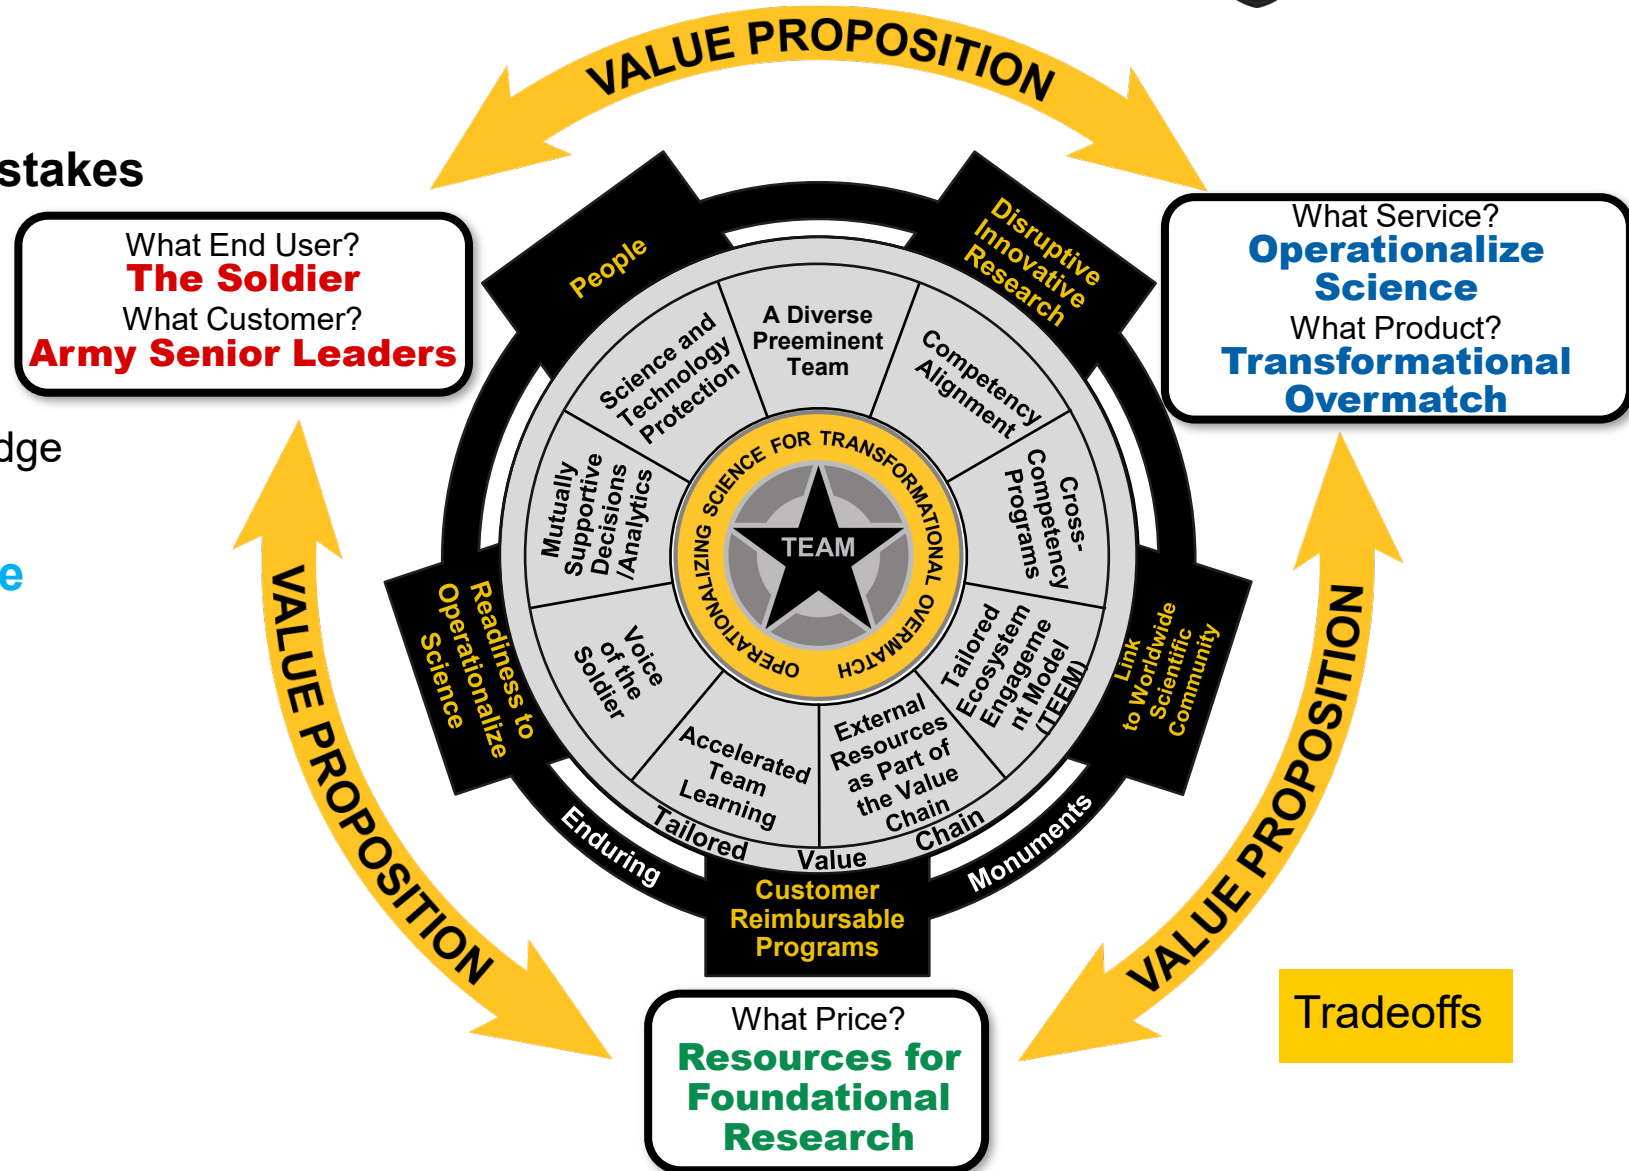 VALUE PROPOSITION
stakes
What End User?
The Soldier
What Customer?
Army Senior Leaders
What Service?
Operationalize
Science
What Product?
Transformational
Overmatch
dge
e
People
Disruptive
Innovative
Research
Science and
Technology
Protection
A Diverse
Preeminent
Team
Competency
Alignment
Mutually
Supportive
Decisions
/Analytics
Cross-
Competency
Programs
OPERATIONALIZING SCIENCE FOR TRANSFORMATIONAL OVERMATCH
TEAM
Readiness to
Operationalize
Science
Voice
of the
Soldier
Tailored
Ecosystem
Engageme
nt Model
(TEEM)
Link
to Worldwide
Scientific
Community
Accelerated
Team
Learning
External
Resources
as Part of
the Value
Chain
Tailored Value Chain
Enduring
Monuments
Customer
Reimbursable
Programs
VALUE PROPOSITION
VALUE PROPOSITION
What Price?
Resources for
Foundational
Research
Tradeoffs